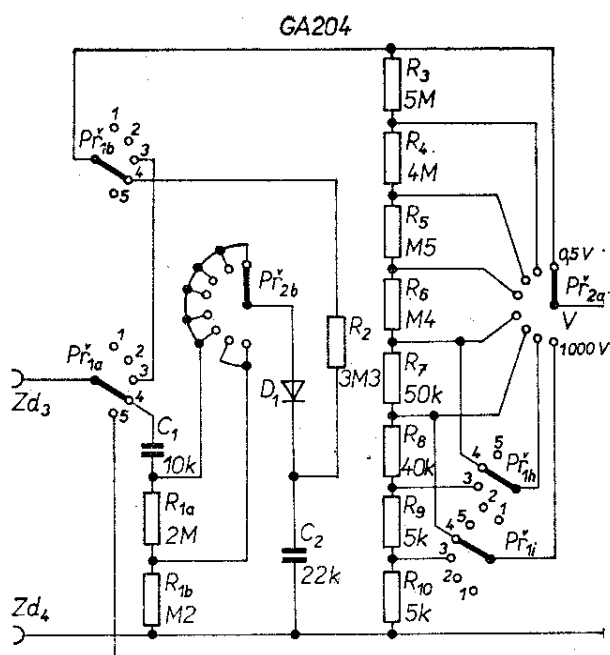 GA204
R3
5M
1
2
Př1b
3
4
5
R4
4M
R5
M5
0,5V
Př2b
R6
M4
Př2a
V
R2
3M3
1000V
1
2
Př1a
3
4
5
D1
R7
50k
Zd3
C1
10k
R8
40k
5
4
Př1h
3
2
1
R1a
2M
R9
5k
5
4
Př1i
3
2
1
C2
22k
R1b
M2
R10
5k
Zd4